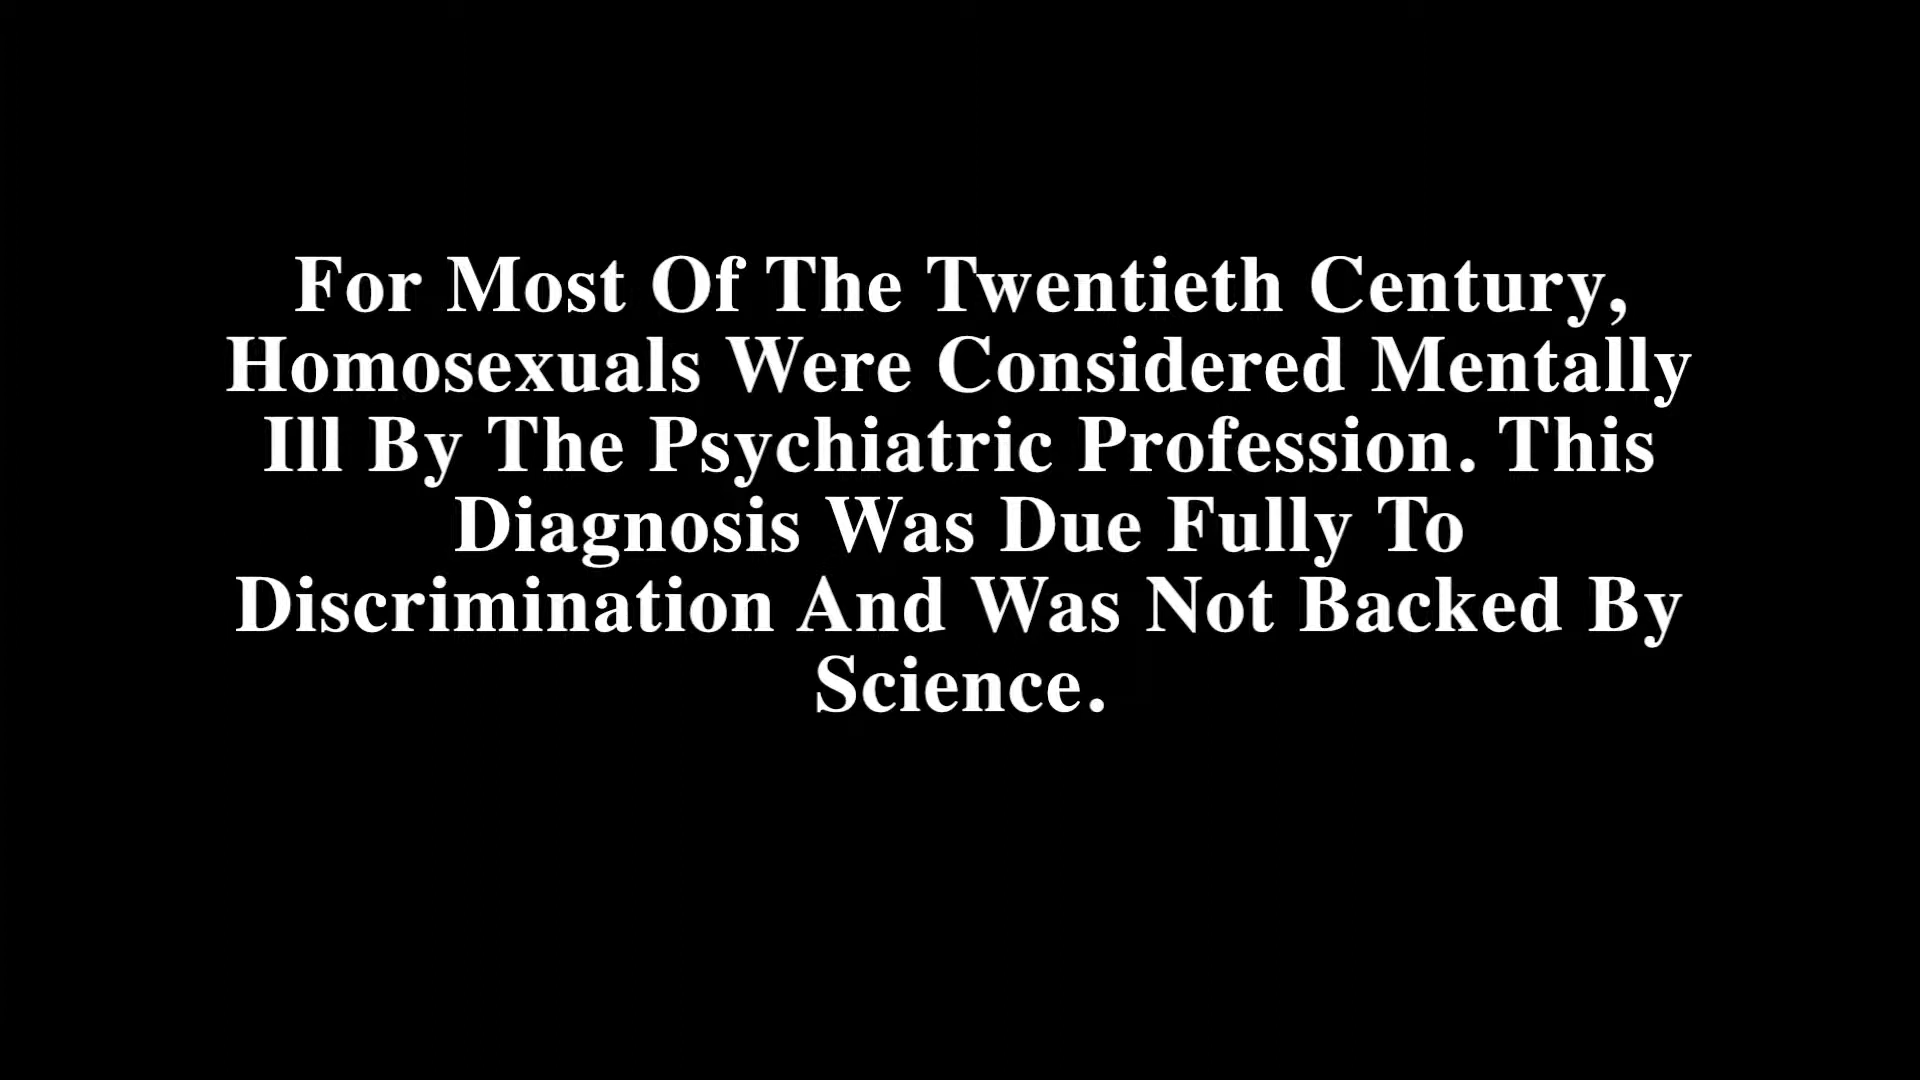 For Most Of The Twentieth Century,
Homosexuals Were Considered Mentally
Ill By The Psychiatric Profession. This
Diagnosis Was Due Fully To
Discrimination And Was Not Backed By
Science.